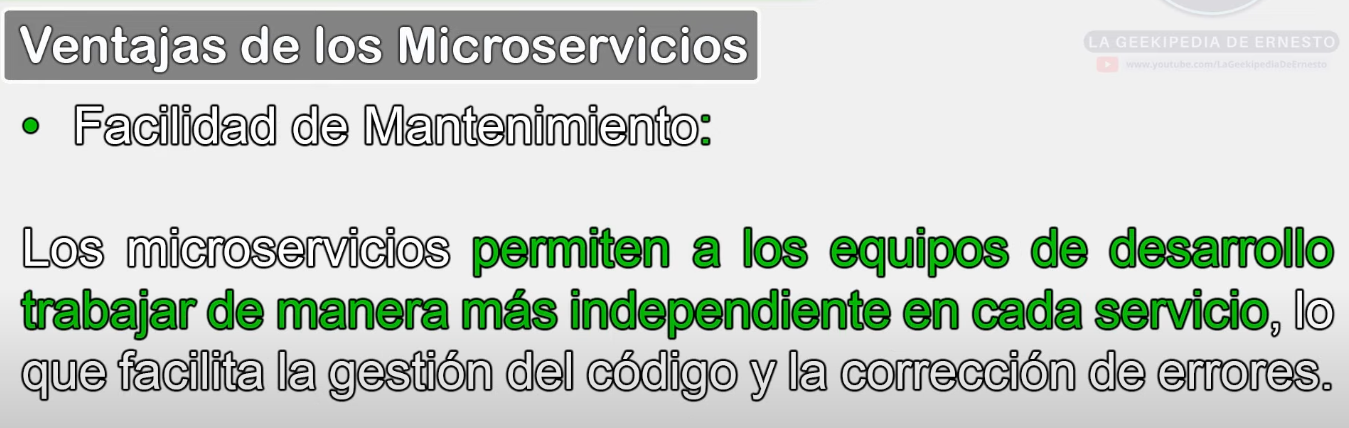 Ventajas de los Microservicios
LA GEEKIPEDIA DE ERNESTO
www.youtube.com/LaGeekipediaDeErnesto
• Facilidad de Mantenimiento:
Los microservicios permiten a los equipos de desarrollo
trabajar de manera más independiente en cada servicio, lo
que facilita la gestión del código y la corrección de errores.